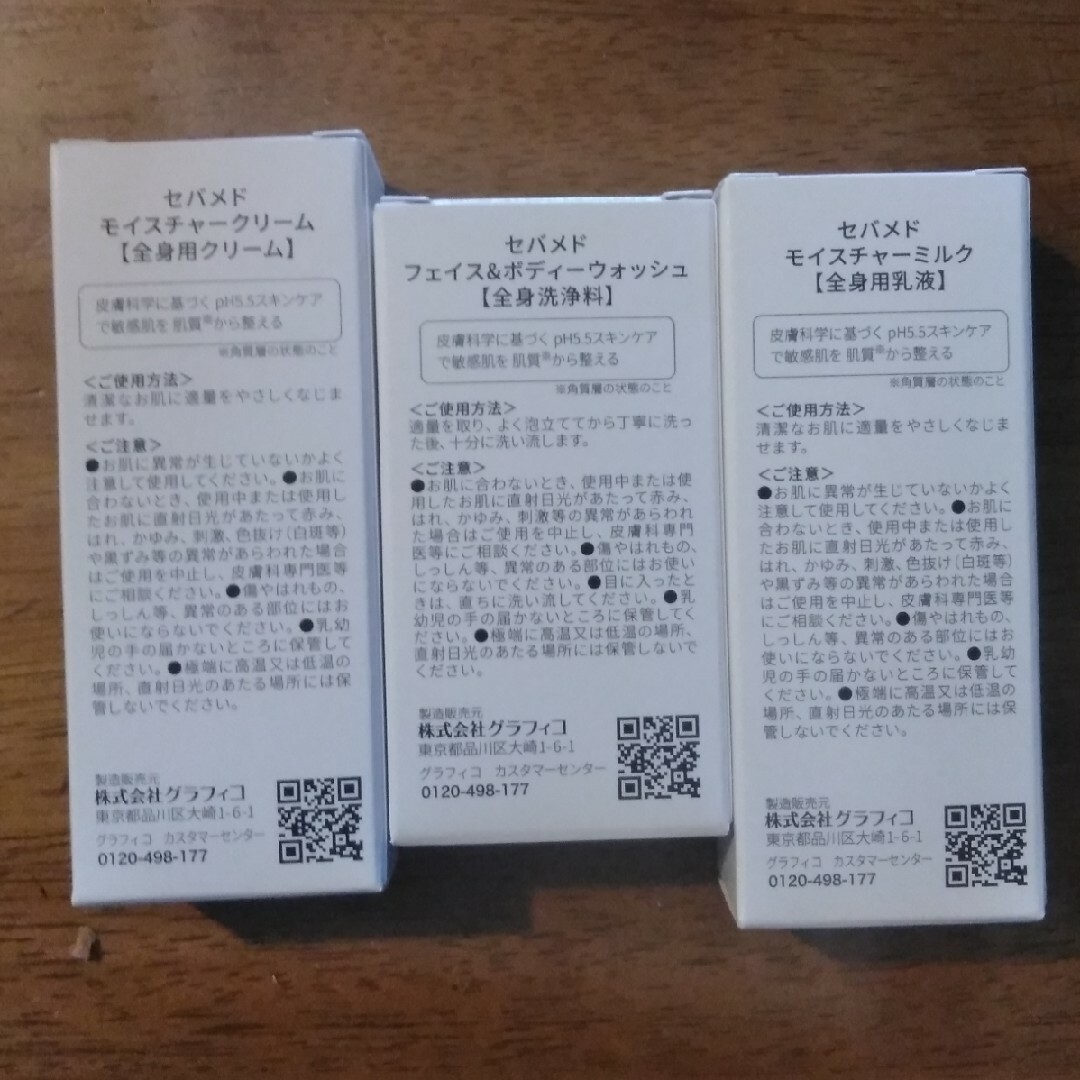 セバメド
モイスチャークリーム
【全身用クリーム】
皮膚科学に基づく pH5.5スキンケア
で敏感肌を 肌質※から整える
※角質層の状態のこと
＜ご使用方法＞
清潔なお肌に適量をやさしくなじま
せます。
＜ご注意＞
●お肌に異常が生じていないかよく
注意して使用してください。●お肌に
合わないとき、使用中または使用し
たお肌に直射日光があたって赤み、
はれ、かゆみ、刺激、色抜け（白斑等）
や黒ずみ等の異常があらわれた場合
はご使用を中止し、皮膚科専門医等
にご相談ください。●傷やはれもの、
しっしん等、異常のある部位にはお
使いにならないでください。●乳幼
児の手の届かないところに保管して
ください。●極端に高温又は低温の
場所、直射日光のあたる場所には保
管しないでください。
製造販売元
株式会社グラフィコ
東京都品川区大崎1-6-1
グラフィコ カスタマーセンター
0120-498-177
セバメド
フェイス&ボディーウォッシュ
【全身洗浄料】
皮膚科学に基づく pH5.5スキンケア
で敏感肌を 肌質※から整える
※角質層の状態のこと
＜ご使用方法＞
適量を取り、よく泡立ててから丁寧に洗っ
た後、十分に洗い流します。
＜ご注意＞
●お肌に合わないとき、使用中または使
用したお肌に直射日光があたって赤み、
はれ、かゆみ、刺激等の異常があらわれ
た場合はご使用を中止し、皮膚科専門
医等にご相談ください。●傷やはれもの、
しっしん等、異常のある部位にはお使い
にならないでください。●目に入ったと
きは、直ちに洗い流してください。●乳
幼児の手の届かないところに保管してく
ださい。●極端に高温又は低温の場所、
直射日光のあたる場所には保管しないで
ください。
製造販売元
株式会社グラフィコ
東京都品川区大崎1-6-1
グラフィコ カスタマーセンター
0120-498-177
セバメド
モイスチャーミルク
【全身用乳液】
皮膚科学に基づく pH5.5スキンケア
で敏感肌を 肌質※から整える
※角質層の状態のこと
＜ご使用方法＞
清潔なお肌に適量をやさしくなじま
せます。
＜ご注意＞
●お肌に異常が生じていないかよく
注意して使用してください。●お肌に
合わないとき、使用中または使用し
たお肌に直射日光があたって赤み、
はれ、かゆみ、刺激、色抜け（白斑等）
や黒ずみ等の異常があらわれた場合
はご使用を中止し、皮膚科専門医等
にご相談ください。●傷やはれもの、
しっしん等、異常のある部位にはお
使いにならないでください。●乳幼
児の手の届かないところに保管して
ください。●極端に高温又は低温の
場所、直射日光のあたる場所には保
管しないでください。
製造販売元
株式会社グラフィコ
東京都品川区大崎1-6-1
グラフィコ カスタマーセンター
0120-498-177